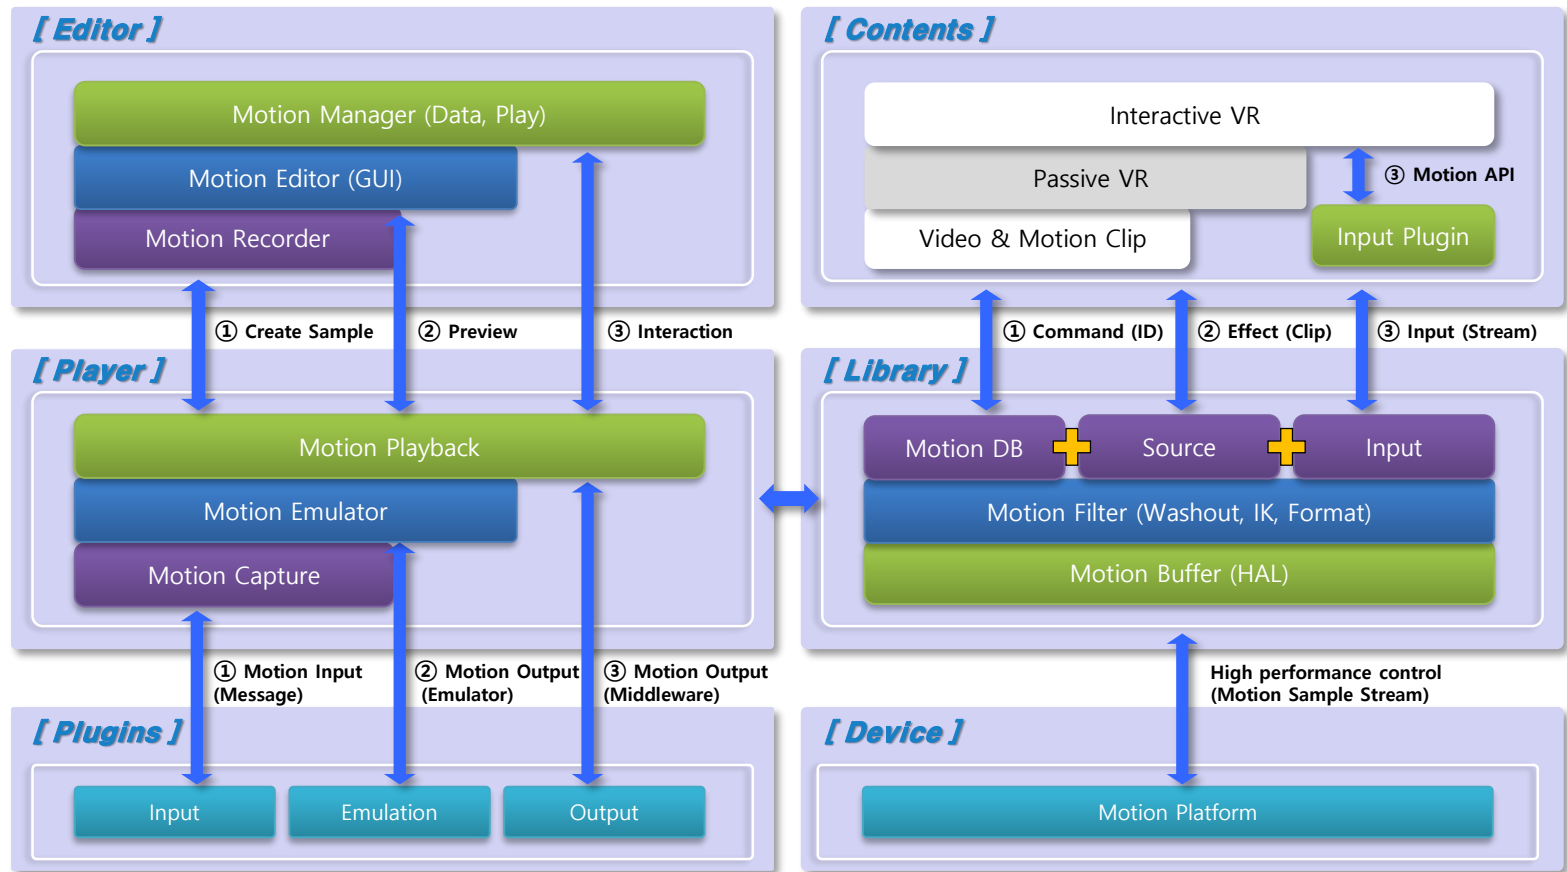 [ Editor ]
Motion Manager (Data, Play)
Motion Editor (GUI)
Motion Recorder
① Create Sample
② Preview
③ Interaction
[ Player ]
Motion Playback
Motion Emulator
Motion Capture
① Motion Input
(Message)
② Motion Output
(Emulator)
③ Motion Output
(Middleware)
[ Plugins ]
Input
Emulation
Output
[ Contents ]
Interactive VR
Passive VR
③ Motion API
Video & Motion Clip
Input Plugin
① Command (ID)
② Effect (Clip)
③ Input (Stream)
[ Library ]
Motion DB
Source
Input
Motion Filter (Washout, IK, Format)
Motion Buffer (HAL)
High performance control
(Motion Sample Stream)
[ Device ]
Motion Platform